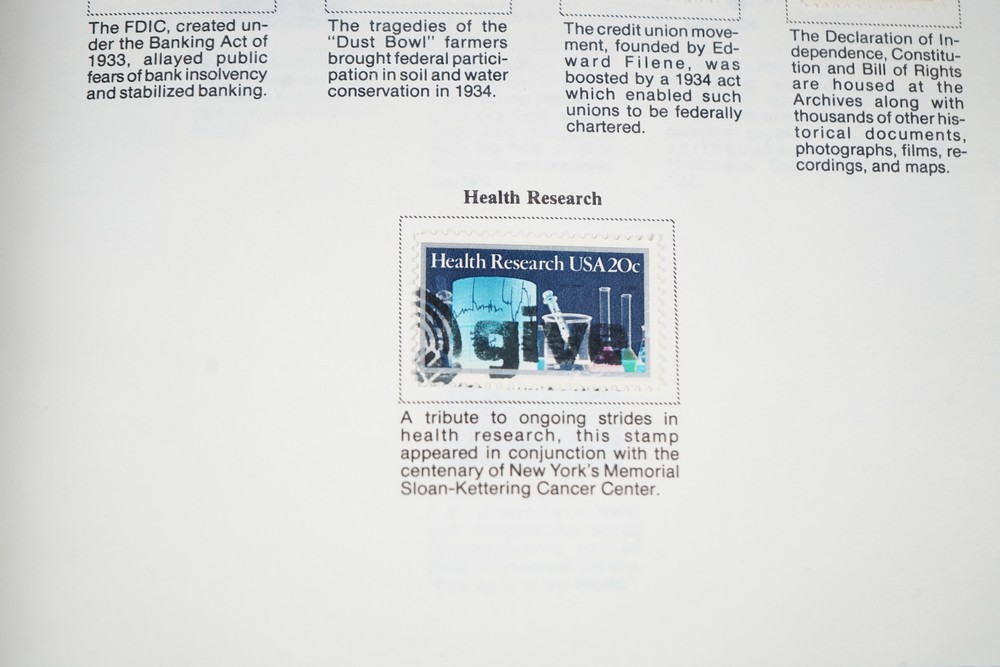 The FDIC, created un-
der the Banking Act of
1933, allayed public
fears of bank insolvency
and stabilized banking.
The tragedies of the
"Dust Bowl" farmers
brought federal partici-
pation in soil and water
conservation in 1934.
The credit union move-
ment, founded by Ed-
ward Filene, was
boosted by a 1934 act
which enabled such
unions to be federally
chartered.
The Declaration of In-
dependence, Constitu-
tion and Bill of Rights
are housed at the
Archives along with
thousands of other his-
torical documents,
photographs, films, re-
cordings, and maps.
Health Research
Health Research USA 20c
give
A tribute to ongoing strides in
health research, this stamp
appeared in conjunction with the
centenary of New York's Memorial
Sloan-Kettering Cancer Center.